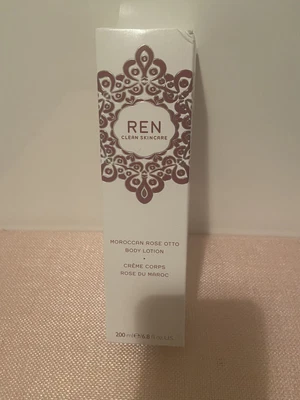 REN
CLEAN SKINCARE
MOROCCAN ROSE OTTO
BODY LOTION
•
CRÈME CORPS
ROSE DU MAROC
200 ml